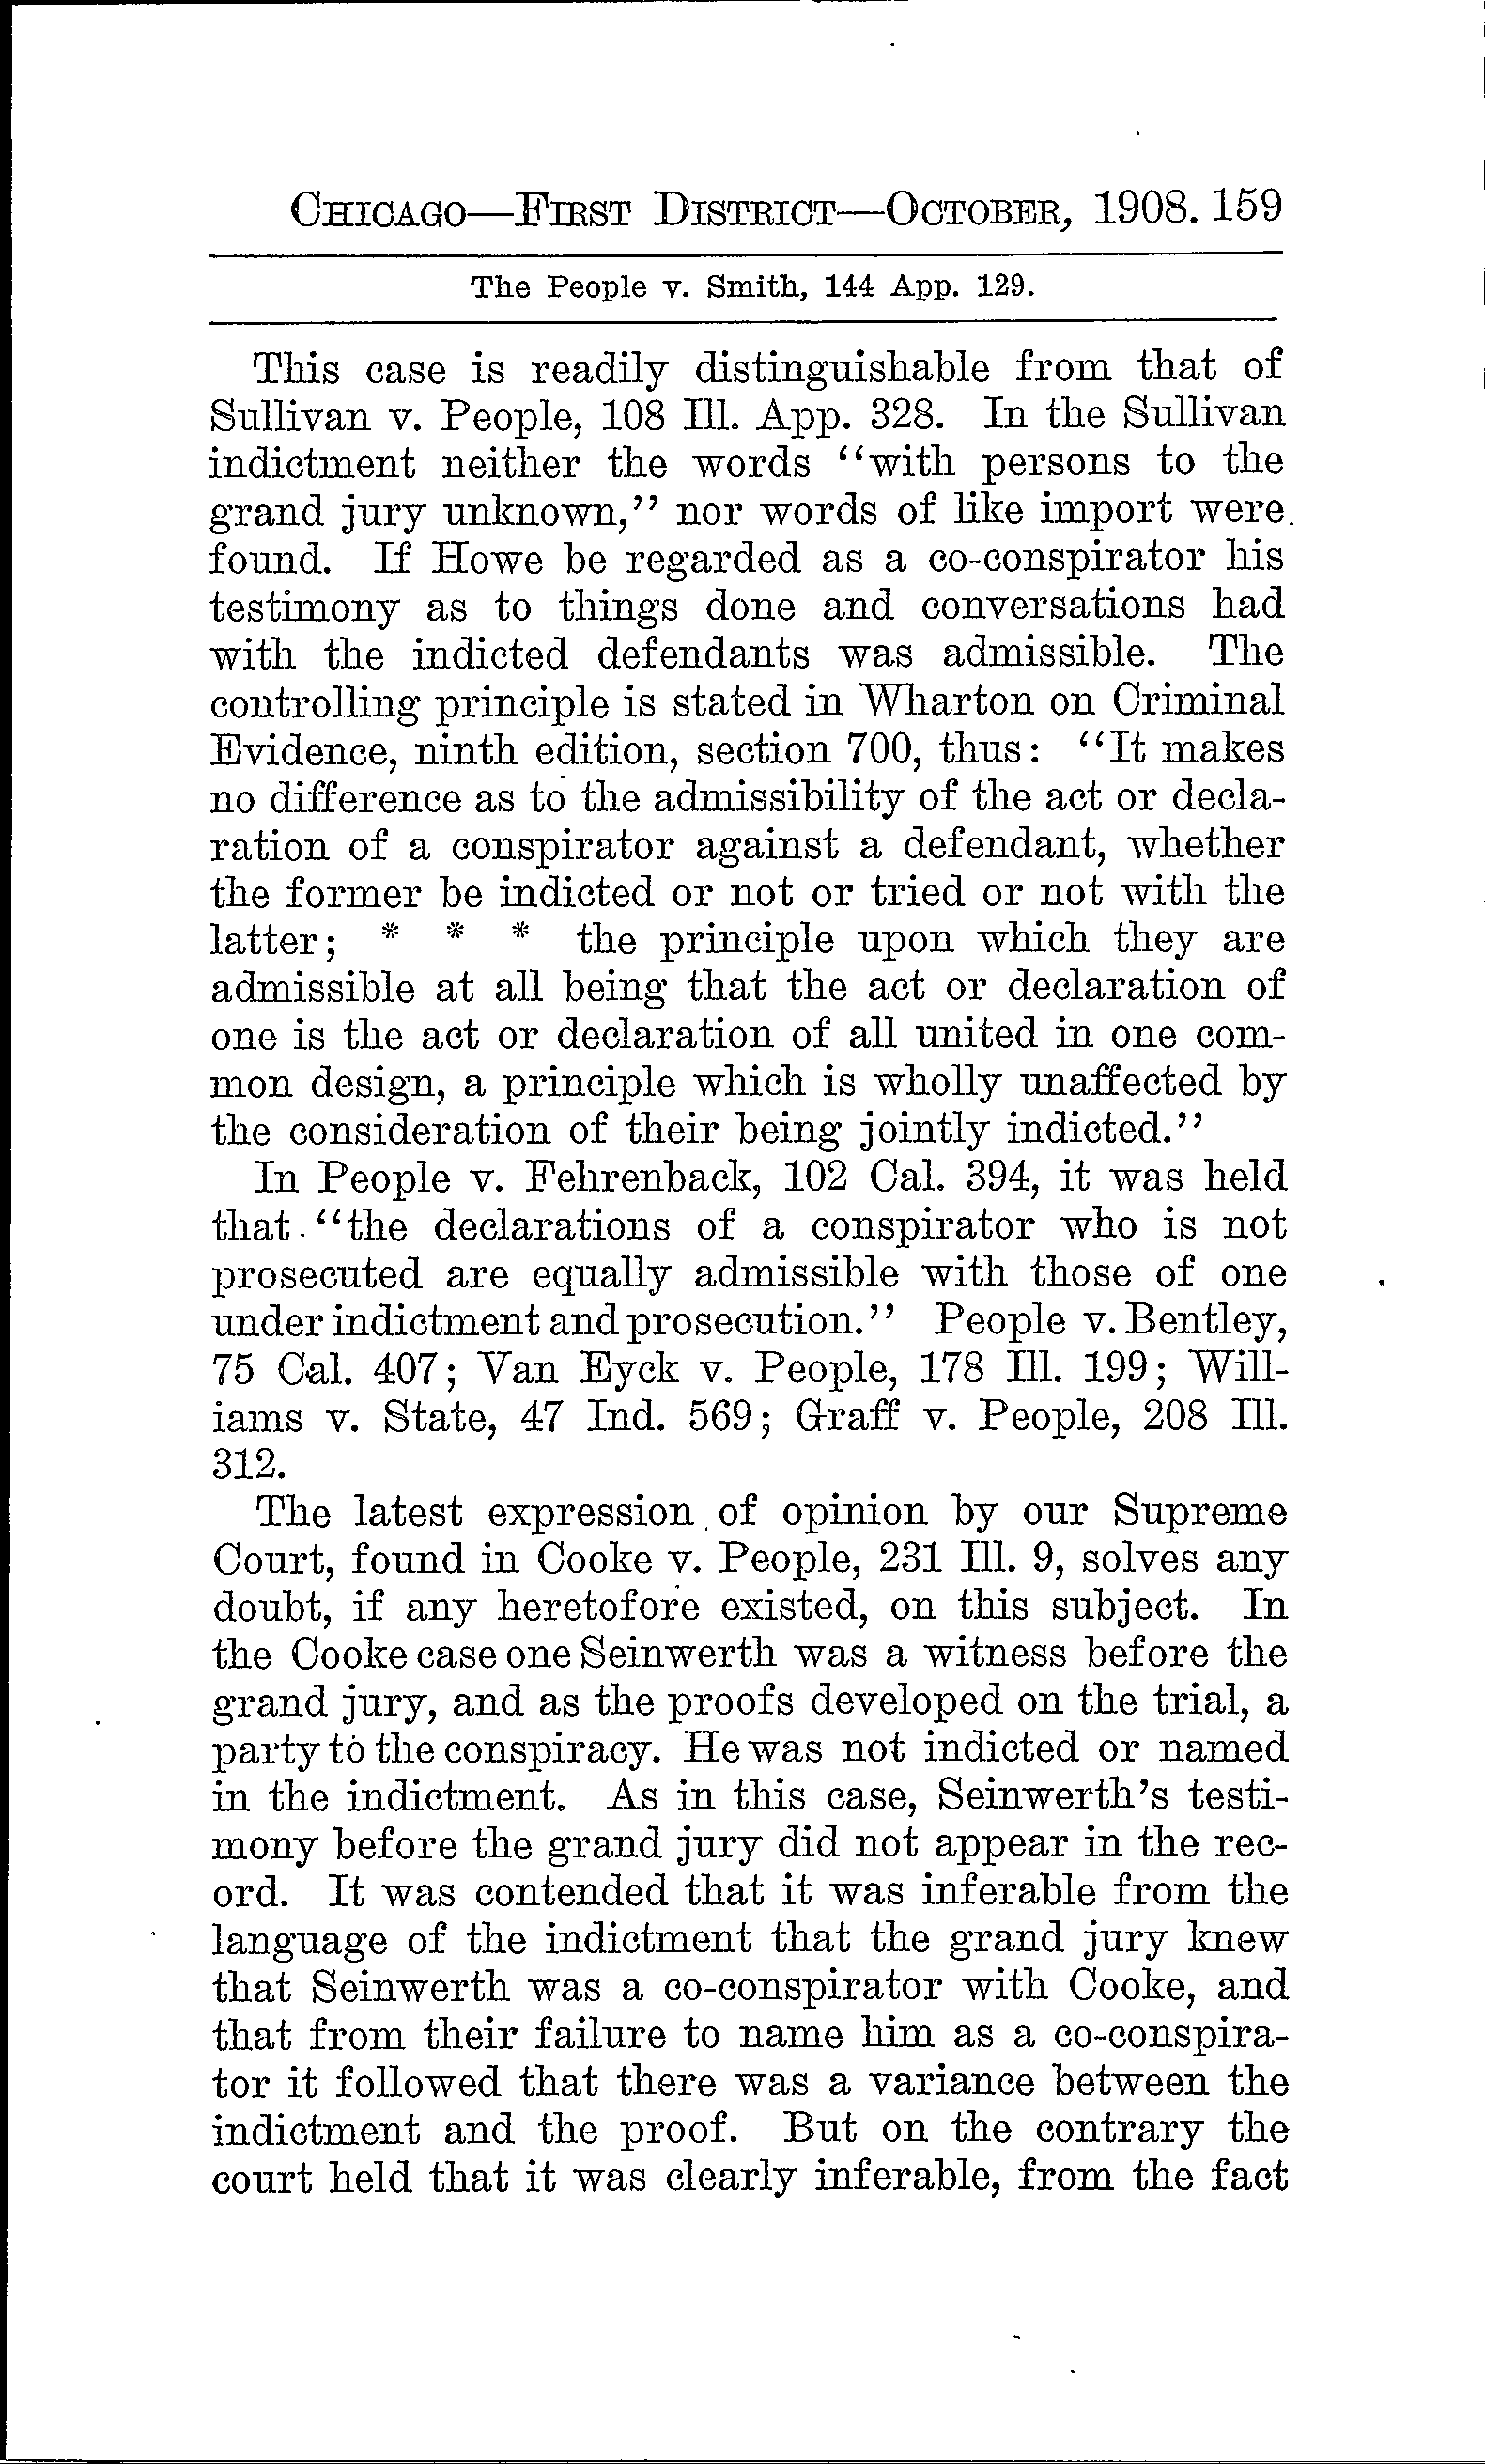 CHICAGO—FIRST DISTRICT—OCTOBER, 1908. 159
The People v. Smith, 144 App. 129.
This case is readily distinguishable from that of
Sullivan v. People, 108 Ill. App. 328. In the Sullivan
indictment neither the words "with persons to the
grand jury unknown," nor words of like import were.
found. If Howe be regarded as a co-conspirator his
testimony as to things done and conversations had
with the indicted defendants was admissible. The
controlling principle is stated in Wharton on Criminal
Evidence, ninth edition, section 700, thus: "It makes
no difference as to the admissibility of the act or decla-
ration of a conspirator against a defendant, whether
the former be indicted or not or tried or not with the
latter; * * * the principle upon which they are
admissible at all being that the act or declaration of
one is the act or declaration of all united in one com-
mon design, a principle which is wholly unaffected by
the consideration of their being jointly indicted."
In People v. Fehrenback, 102 Cal. 394, it was held
that "the declarations of a conspirator who is not
prosecuted are equally admissible with those of one
under indictment and prosecution." People v. Bentley,
75 Cal. 407; Van Eyck v. People, 178 Ill. 199; Will-
iams v. State, 47 Ind. 569; Graff v. People, 208 Ill.
312.
The latest expression of opinion by our Supreme
Court, found in Cooke v. People, 231 Ill. 9, solves any
doubt, if any heretofore existed, on this subject. In
the Cooke case one Seinwerth was a witness before the
grand jury, and as the proofs developed on the trial, a
party to the conspiracy. He was not indicted or named
in the indictment. As in this case, Seinwerth's testi-
mony before the grand jury did not appear in the rec-
ord. It was contended that it was inferable from the
language of the indictment that the grand jury knew
that Seinwerth was a co-conspirator with Cooke, and
that from their failure to name him as a co-conspira-
tor it followed that there was a variance between the
indictment and the proof. But on the contrary the
court held that it was clearly inferable, from the fact